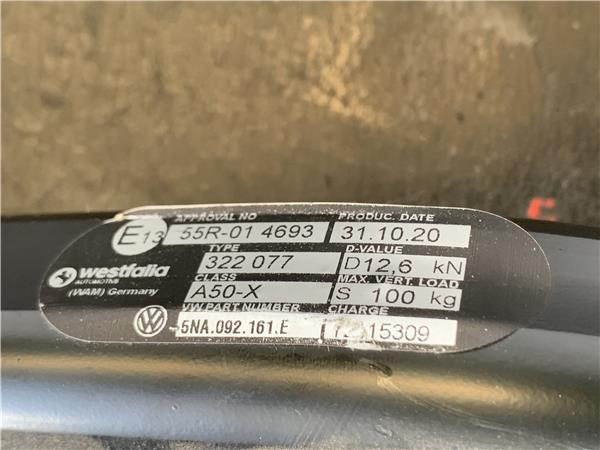 APPROVAL NO PRODUC. DATE
E13 55R-01 4693 31.10.20
TYPE D-VALUE
322 077 D12,6 kN
westfalia
AUTOMOTIVE
(WAM) Germany
CLASS MAX. VERT. LOAD
A50-X S 100 kg
VW.PART NUMBER CHARGE
5NA.092.161.E 15309